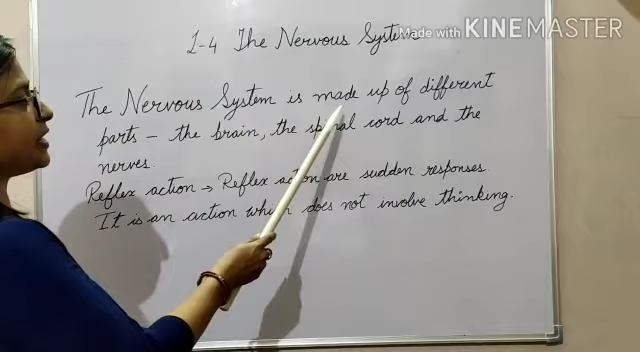 1-4 The Nervous System
Made with KINEMASTER
The Nervous System is made up of different
parts - the brain, the spinal cord and the
nerves.
Reflex action → Reflex action are sudden responses.
It is an action which does not involve thinking.